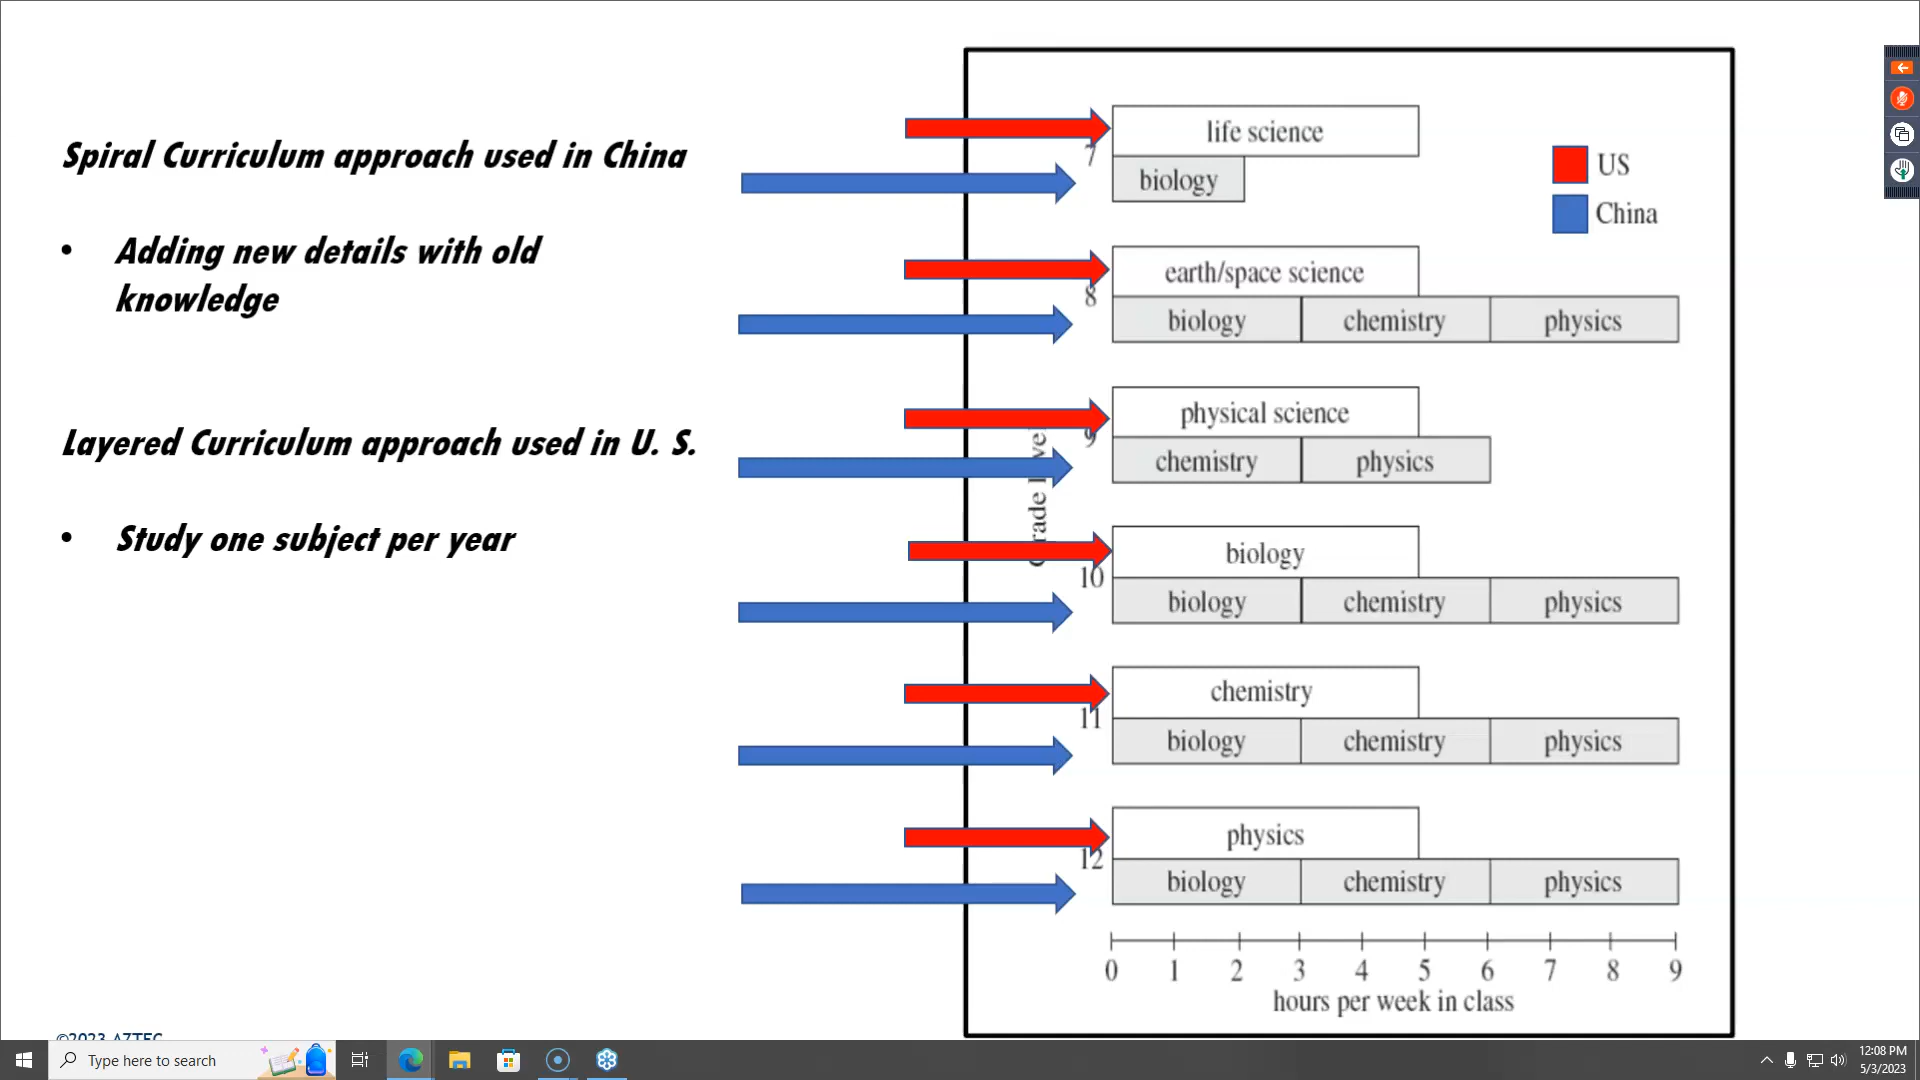 Spiral Curriculum approach used in China
• Adding new details with old
knowledge
Layered Curriculum approach used in U. S.
• Study one subject per year
US
China
7
life science
biology
8
earth/space science
biology chemistry physics
9
physical science
chemistry physics
10
biology
biology chemistry physics
11
chemistry
biology chemistry physics
12
physics
biology chemistry physics
0 1 2 3 4 5 6 7 8 9
hours per week in class
©2023 AZTEC
Type here to search
12:08 PM
5/3/2023